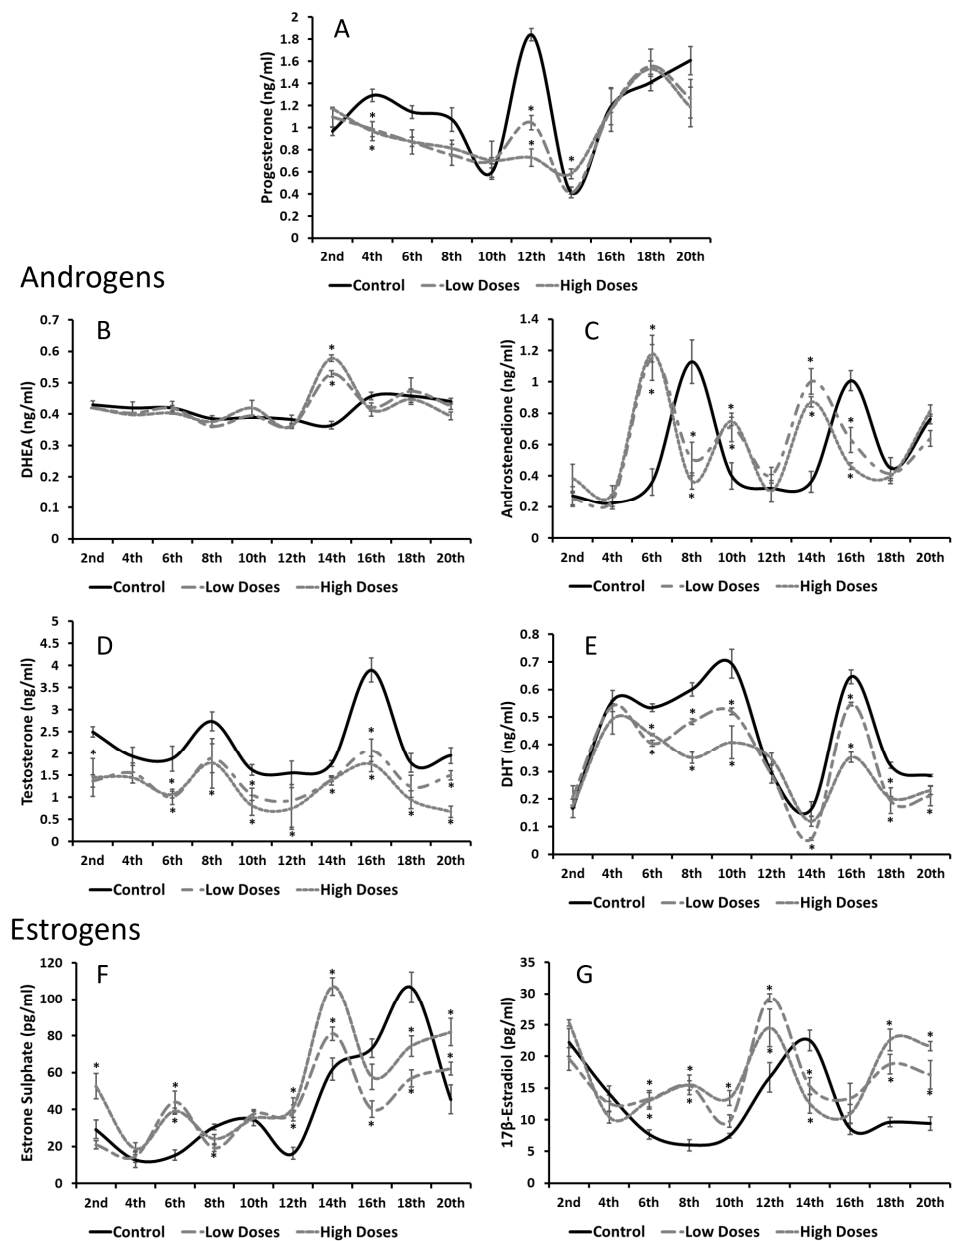 A
Progesterone (ng/ml)
2
1.8
1.6
1.4
1.2
1
0.8
0.6
0.4
0.2
0
2nd 4th 6th 8th 10th 12th 14th 16th 18th 20th
Control Low Doses High Doses
Androgens
B
DHEA (ng/ml)
0.7
0.6
0.5
0.4
0.3
0.2
0.1
0
2nd 4th 6th 8th 10th 12th 14th 16th 18th 20th
Control Low Doses High Doses
C
Androstenedione (ng/ml)
1.4
1.2
1
0.8
0.6
0.4
0.2
0
2nd 4th 6th 8th 10th 12th 14th 16th 18th 20th
Control Low Doses High Doses
D
Testosterone (ng/ml)
5
4.5
4
3.5
3
2.5
2
1.5
1
0.5
0
2nd 4th 6th 8th 10th 12th 14th 16th 18th 20th
Control Low Doses High Doses
E
DHT (ng/ml)
0.8
0.7
0.6
0.5
0.4
0.3
0.2
0.1
0
2nd 4th 6th 8th 10th 12th 14th 16th 18th 20th
Control Low Doses High Doses
Estrogens
F
Estrone Sulphate (pg/ml)
120
100
80
60
40
20
0
2nd 4th 6th 8th 10th 12th 14th 16th 18th 20th
Control Low Doses High Doses
G
17β-Estradiol (pg/ml)
35
30
25
20
15
10
5
0
2nd 4th 6th 8th 10th 12th 14th 16th 18th 20th
Control Low Doses High Doses